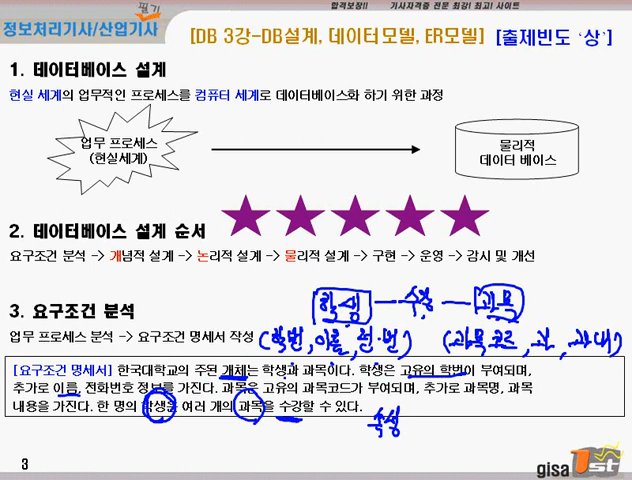 합격보장!! 기사자격증 전문 최강! 최고! 사이트
필기
정보처리기사/산업기사
[DB 3강-DB설계, 데이터모델, ER모델] [출제빈도 ‘상’]
1. 데이터베이스 설계
현실 세계의 업무적인 프로세스를 컴퓨터 세계로 데이터베이스화 하기 위한 과정
업무 프로세스
(현실세계)
물리적
데이터 베이스
2. 데이터베이스 설계 순서
요구조건 분석 -> 개념적 설계 -> 논리적 설계 -> 물리적 설계 -> 구현 -> 운영 -> 감시 및 개선
학생 수강 과목
3. 요구조건 분석
업무 프로세스 분석 -> 요구조건 명세서 작성
(학번, 이름, 전.번) (과목코드, 과, 과내)
[요구조건 명세서] 한국대학교의 주된 개체는 학생과 과목이다. 학생은 고유의 학번이 부여되며,
추가로 이름, 전화번호 정보를 가진다. 과목은 고유의 과목코드가 부여되며, 추가로 과목명, 과목
내용을 가진다. 한 명의 학생은 여러 개의 과목을 수강할 수 있다.
속성
3
gisa 1st